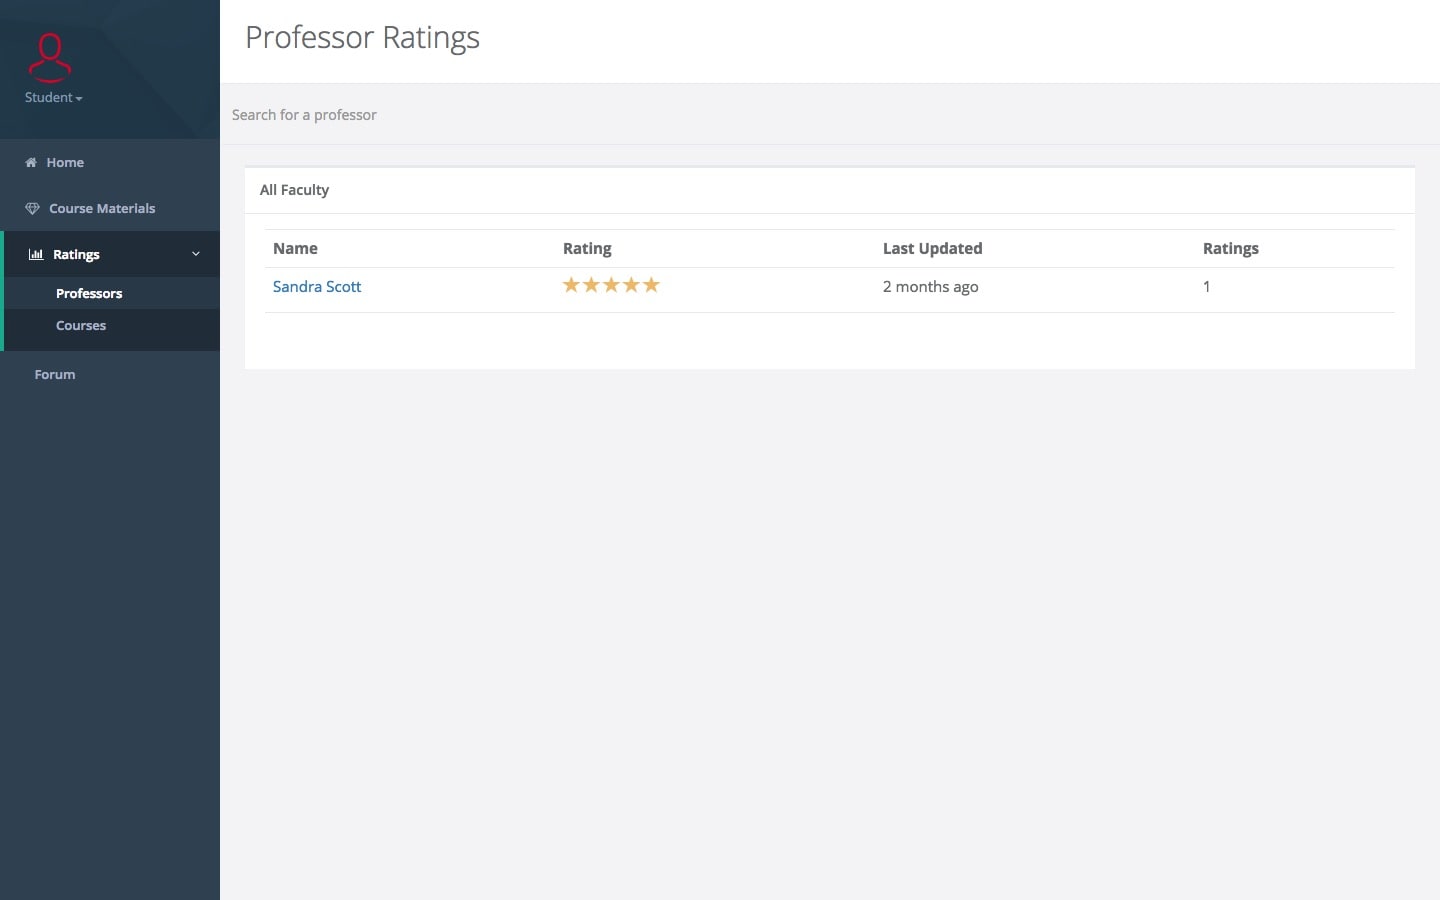 Student
Home
Course Materials
Ratings
Professors
Courses
Forum
Professor Ratings
Search for a professor
All Faculty
Name Rating Last Updated Ratings
Sandra Scott 2 months ago 1